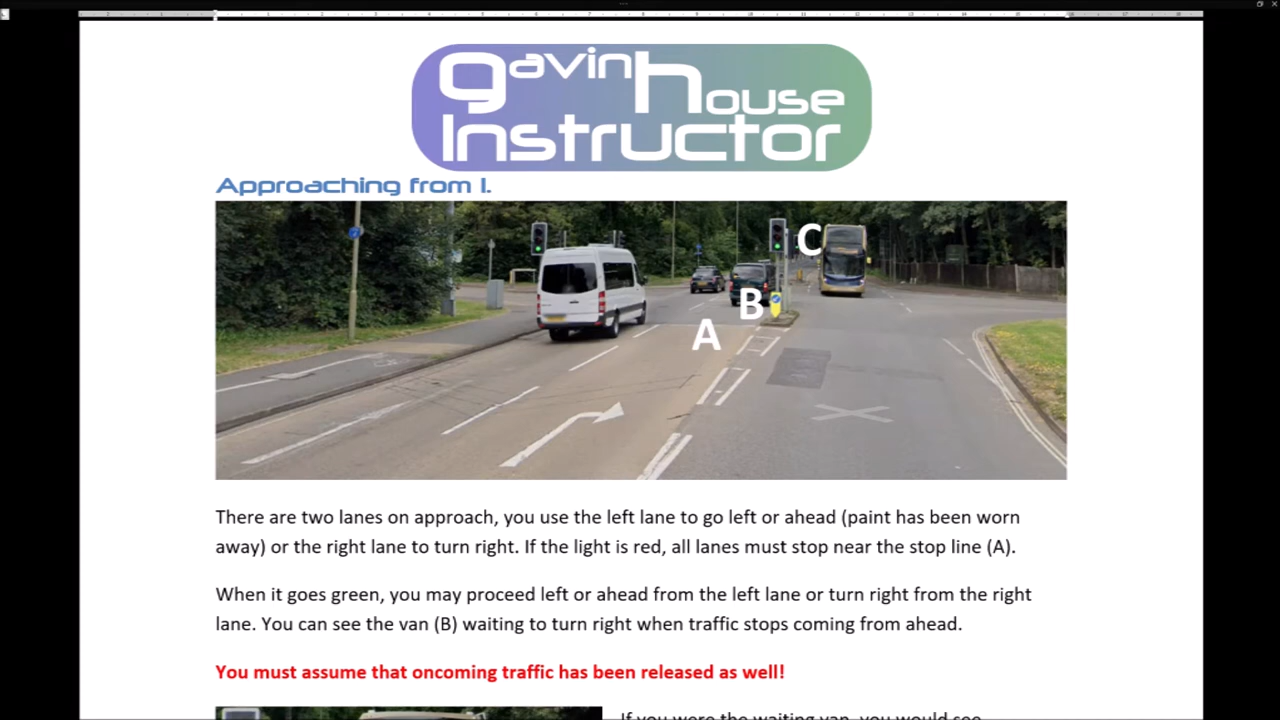 gavin house
Instructor
Approaching from 1.
C
B
A
There are two lanes on approach, you use the left lane to go left or ahead (paint has been worn
away) or the right lane to turn right. If the light is red, all lanes must stop near the stop line (A).
When it goes green, you may proceed left or ahead from the left lane or turn right from the right
lane. You can see the van (B) waiting to turn right when traffic stops coming from ahead.
You must assume that oncoming traffic has been released as well!
If you were the waiting van, you would see